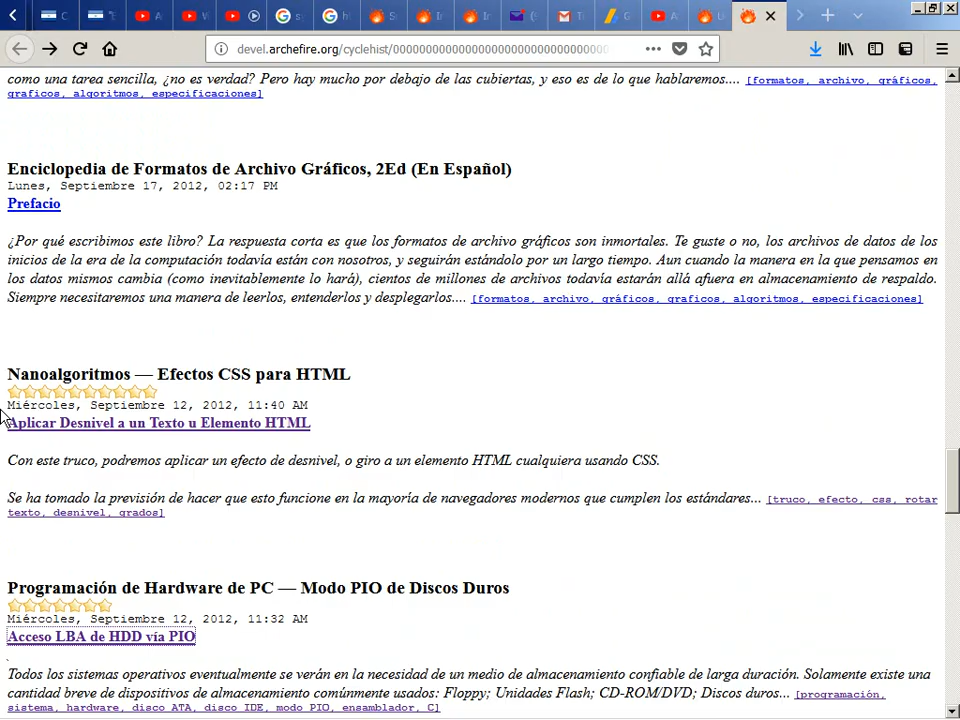 C
"E
Y
(
G
U
devel.archefire.org/cyclehist/000000000000000000000000000
como una tarea sencilla, ¿no es verdad? Pero hay mucho por debajo de las cubiertas, y eso es de lo que hablaremos.... [formatos, archivo, gráficos,
graficos, algoritmos, especificaciones]
Enciclopedia de Formatos de Archivo Gráficos, 2Ed (En Español)
Lunes, Septiembre 17, 2012, 02:17 PM
Prefacio
¿Por qué escribimos este libro? La respuesta corta es que los formatos de archivo gráficos son inmortales. Te guste o no, los archivos de datos de los
inicios de la era de la computación todavía están con nosotros, y seguirán estándolo por un largo tiempo. Aun cuando la manera en la que pensamos en
los datos mismos cambia (como inevitablemente lo hará), cientos de millones de archivos todavía estarán allá afuera en almacenamiento de respaldo.
Siempre necesitaremos una manera de leerlos, entenderlos y desplegarlos.... [formatos, archivo, gráficos, graficos, algoritmos, especificaciones]
Nanoalgoritmos — Efectos CSS para HTML
Miércoles, Septiembre 12, 2012, 11:40 AM
Aplicar Desnivel a un Texto u Elemento HTML
Con este truco, podremos aplicar un efecto de desnivel, o giro a un elemento HTML cualquiera usando CSS.
Se ha tomado la previsión de hacer que esto funcione en la mayoría de navegadores modernos que cumplen los estándares... [truco, efecto, css, rotar
texto, desnivel, grados]
Programación de Hardware de PC — Modo PIO de Discos Duros
Miércoles, Septiembre 12, 2012, 11:32 AM
Acceso LBA de HDD vía PIO
Todos los sistemas operativos eventualmente se verán en la necesidad de un medio de almacenamiento confiable de larga duración. Solamente existe una
cantidad breve de dispositivos de almacenamiento comúnmente usados: Floppy; Unidades Flash; CD-ROM/DVD; Discos duros... [programación,
sistema, hardware, disco ATA, disco IDE, modo PIO, ensamblador, C]